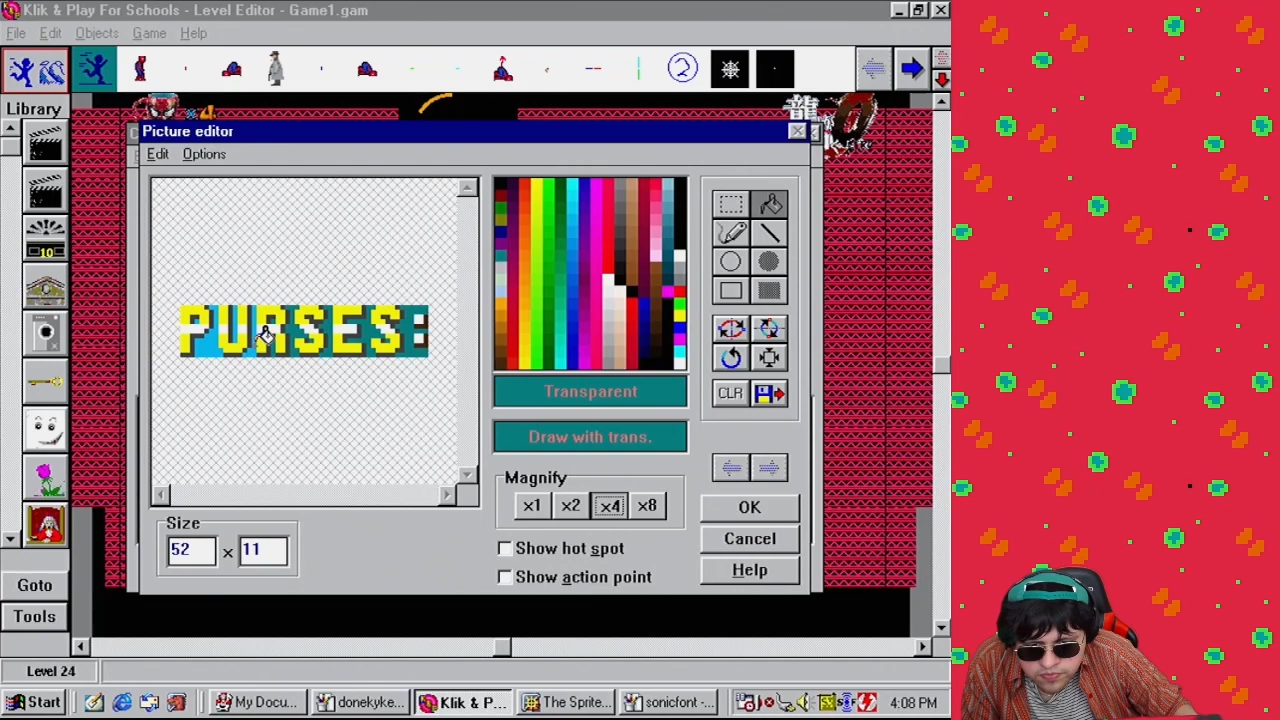 Klik & Play For Schools - Level Editor - Game1.gam
File Edit Objects Game Help
Library
10
Picture editor
Edit Options
PURSES:
Transparent
Draw with trans.
CLR
Magnify
x1 x2 x4 x8
OK
Size
52 x 11
Show hot spot
Cancel
Show action point
Help
Goto
Tools
Level 24
Start
My Docu...
donekyke...
Klik & P...
The Sprite...
sonicfont -...
4:08 PM